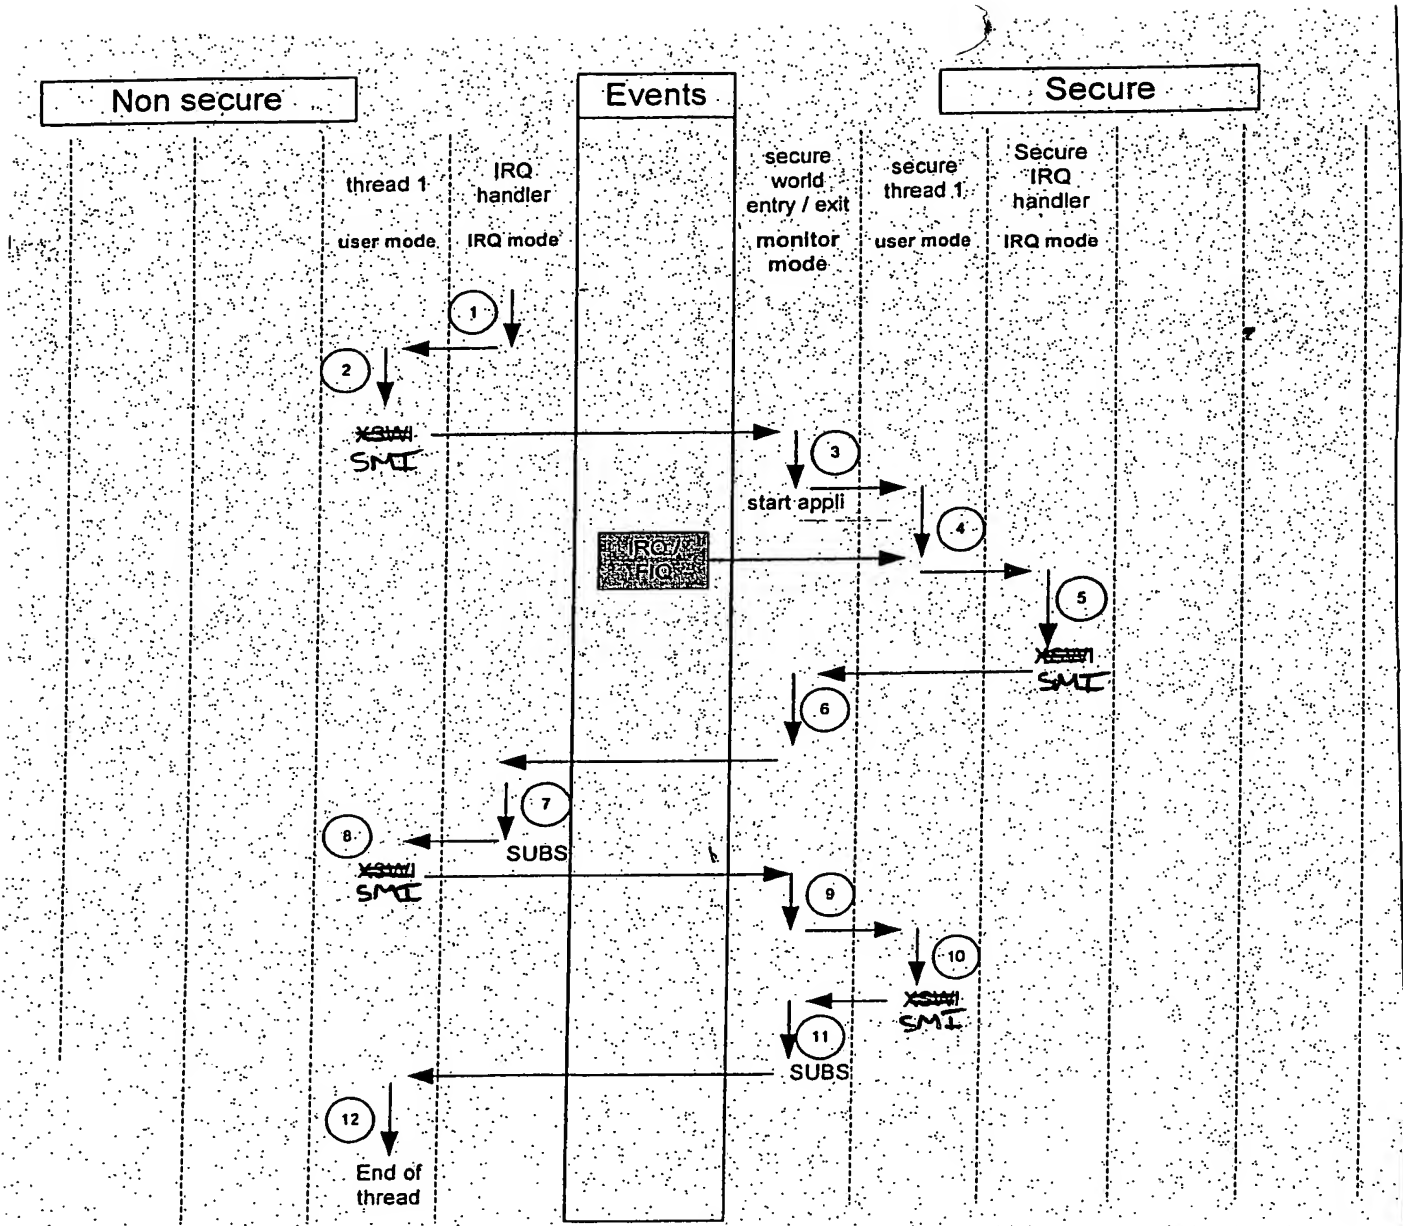 Non secure
Events
Secure
thread 1
user mode
IRQ
handler
IRQ mode
secure
world
entry / exit
monitor
mode
secure
thread 1
user mode
Secure
IRQ
handler
IRQ mode
1
2
XSWI
SMI
3
start appli
4
IRQ /
FIQ
5
XSWI
SMI
6
7
SUBS
8
XSWI
SMI
9
10
XSWI
SMI
11
SUBS
12
End of
thread